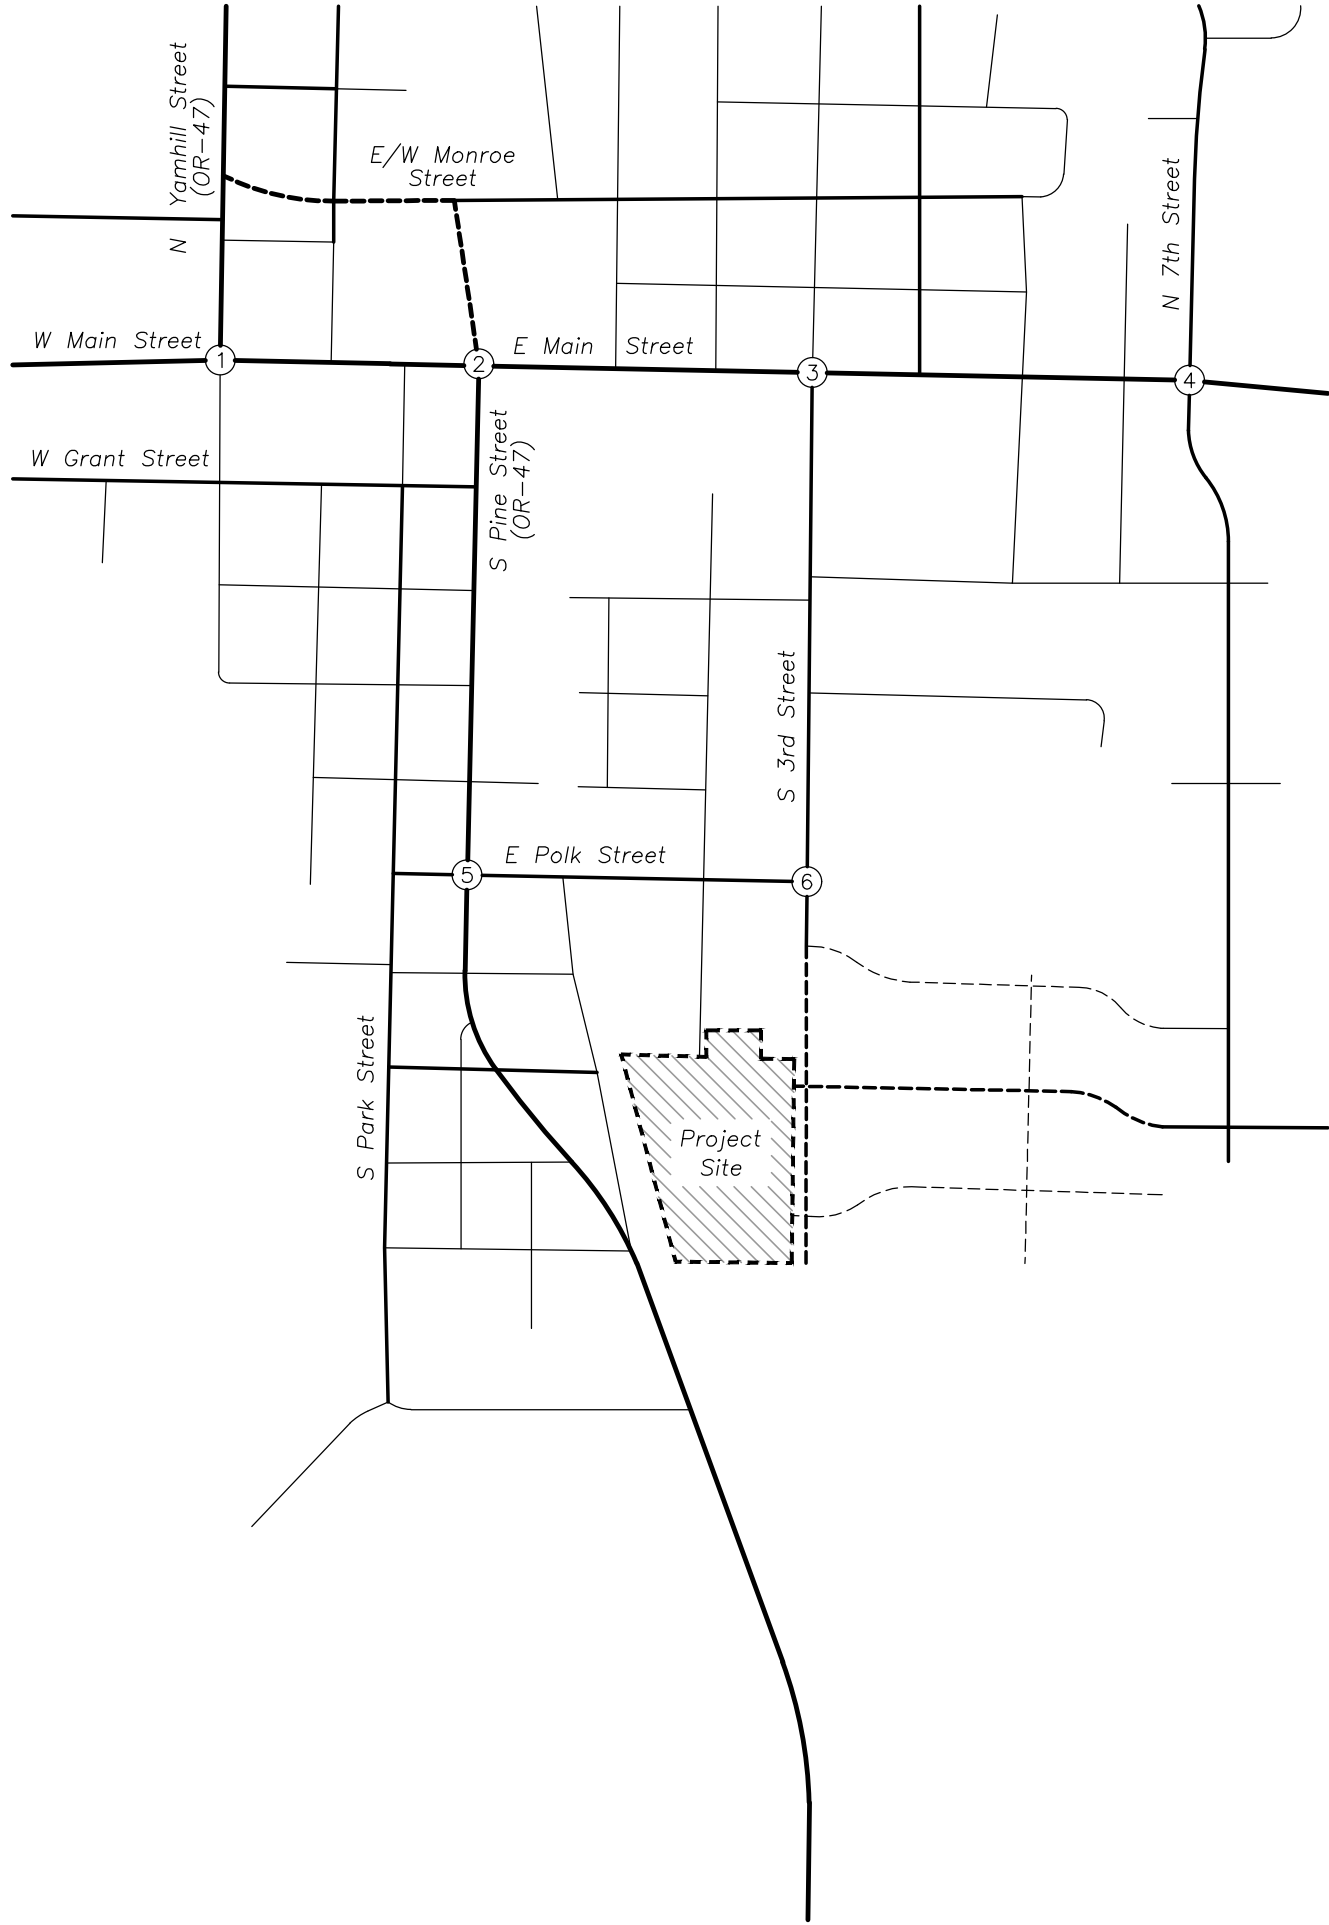 N Yamhill Street
(OR-47)
E/W Monroe
Street
N 7th Street
W Main Street
1
2
E Main Street
3
4
W Grant Street
S Pine Street
(OR-47)
S 3rd Street
5
E Polk Street
6
S Park Street
Project
Site